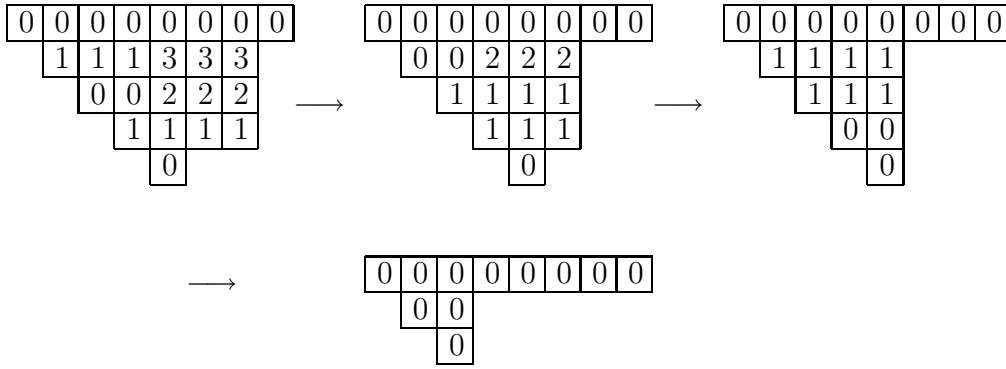 0 0 0 0 0 0 0 0   0 0 0 0 0 0 0 0   0 0 0 0 0 0 0 0
1 1 1 3 3 3   0 0 2 2 2   1 1 1 1
0 0 2 2 2 ⟶ 1 1 1 1 ⟶ 1 1 1
1 1 1 1   1 1 1   0 0
0   0   0
⟶ 0 0 0 0 0 0 0 0
0 0
0